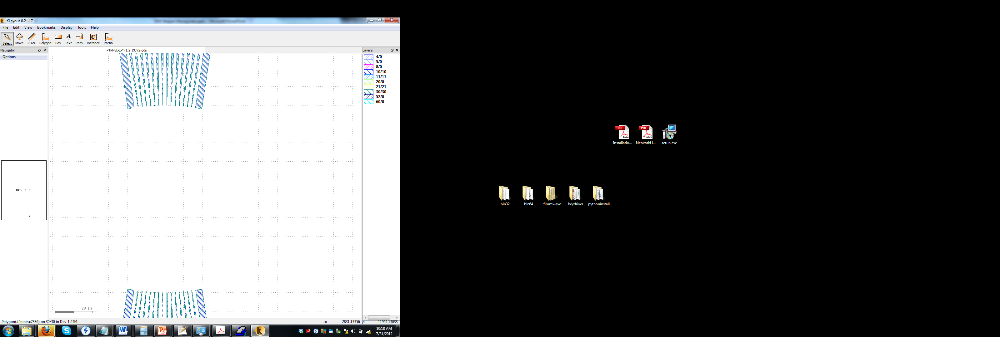 KLayout 0.21.17
File Edit View Bookmarks Display Tools Help
Select Move Ruler Polygon Box Text Path Instance Partial
Navigator
PTPNSL-EPhi1.2_DUV2.gds
Layers
Options
4/0
5/0
8/0
10/10
11/11
20/0
21/21
30/30
52/0
60/0
Dev-1.2
20 µm
Polygon(#Points=7336) on 30/30 in Dev-1.2@1
x: 2831.13356 y: -11954.13033
10:18 AM
7/31/2012
PDF Adobe
PDF Adobe
Installatio... NetworkLi... setup.exe
bin32 bin64 fimmwave keydriver pythoninstall